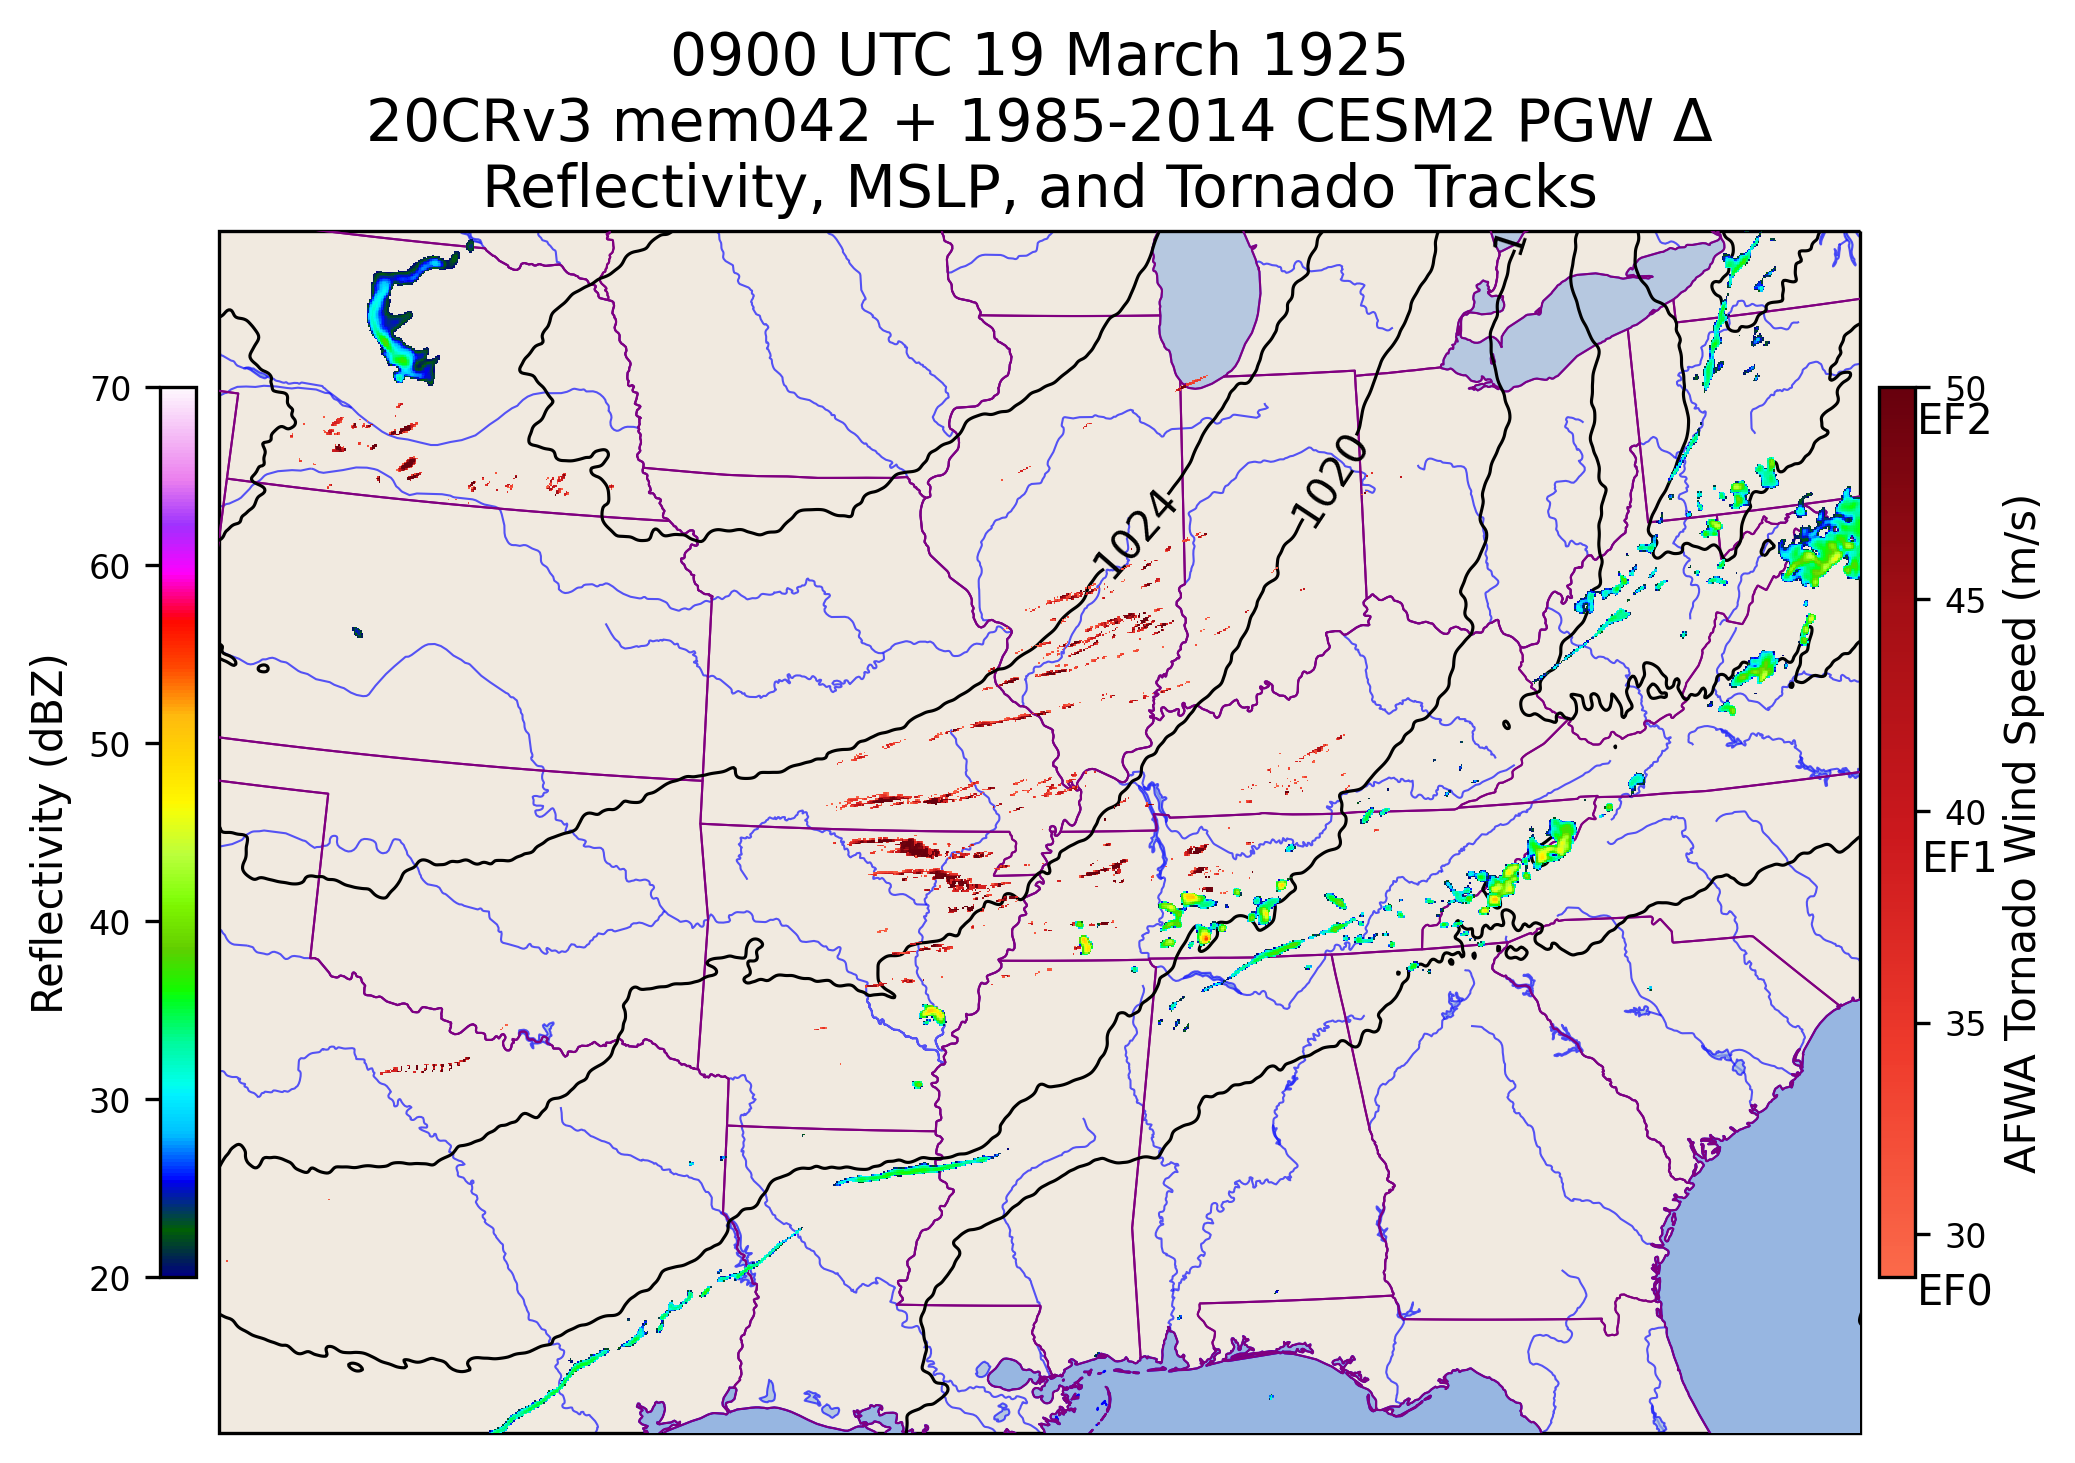 0900 UTC 19 March 1925
20CRv3 mem042 + 1985-2014 CESM2 PGW Δ
Reflectivity, MSLP, and Tornado Tracks
Reflectivity (dBZ)
70
60
50
40
30
20
1024
1020
1
50
EF2
45
40
EF1
35
30
EF0
AFWA Tornado Wind Speed (m/s)